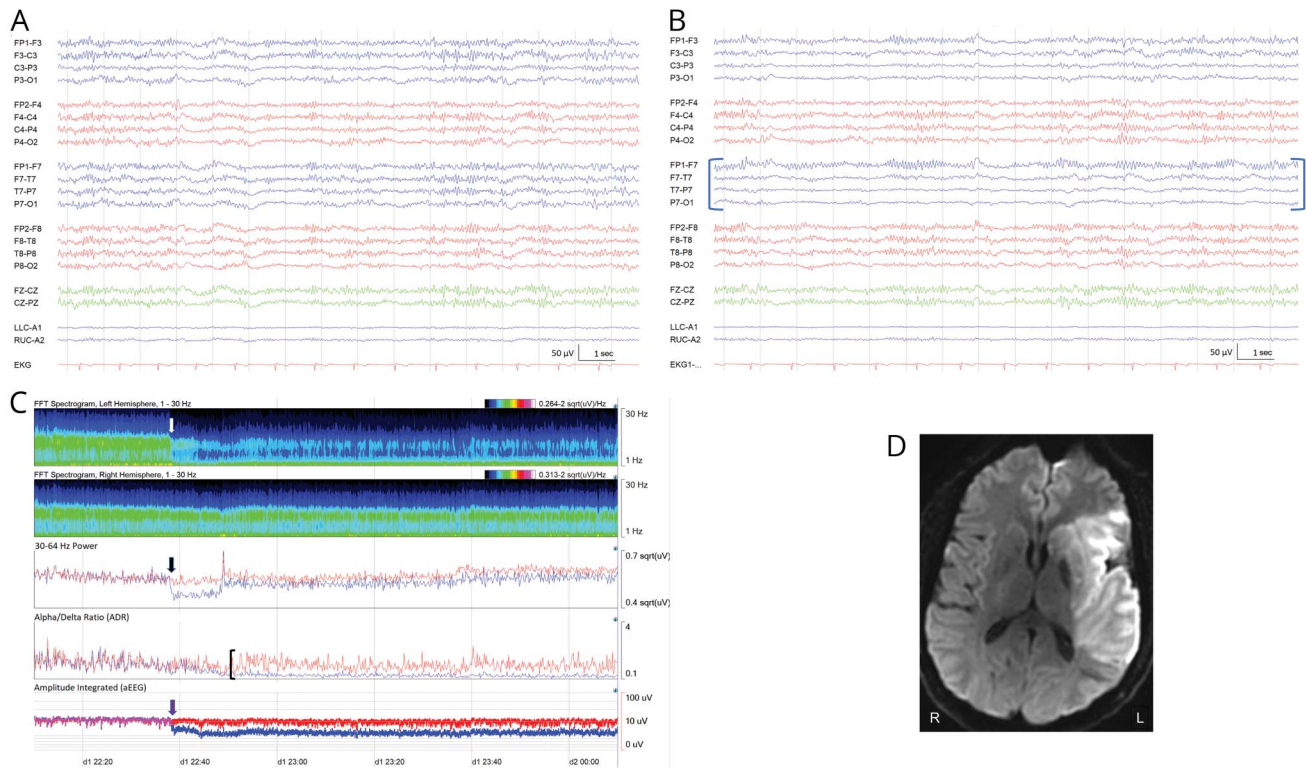 A
FP1-F3
F3-C3
C3-P3
P3-O1
FP2-F4
F4-C4
C4-P4
P4-O2
FP1-F7
F7-T7
T7-P7
P7-O1
FP2-F8
F8-T8
T8-P8
P8-O2
FZ-CZ
CZ-PZ
LLC-A1
RUC-A2
50 µV 1 sec
EKG
B
FP1-F3
F3-C3
C3-P3
P3-O1
FP2-F4
F4-C4
C4-P4
P4-O2
FP1-F7
F7-T7
T7-P7
P7-O1
FP2-F8
F8-T8
T8-P8
P8-O2
FZ-CZ
CZ-PZ
LLC-A1
RUC-A2
50 µV 1 sec
EKG1-...
C
FFT Spectrogram, Left Hemisphere, 1 - 30 Hz 0.264-2 sqrt(uV)/Hz
30 Hz
1 Hz
FFT Spectrogram, Right Hemisphere, 1 - 30 Hz 0.313-2 sqrt(uV)/Hz
30 Hz
1 Hz
30-64 Hz Power
0.7 sqrt(uV)
0.4 sqrt(uV)
Alpha/Delta Ratio (ADR)
4
0.1
Amplitude Integrated (aEEG)
100 uV
10 uV
0 uV
d1 22:20 d1 22:40 d1 23:00 d1 23:20 d1 23:40 d2 00:00
D
R L